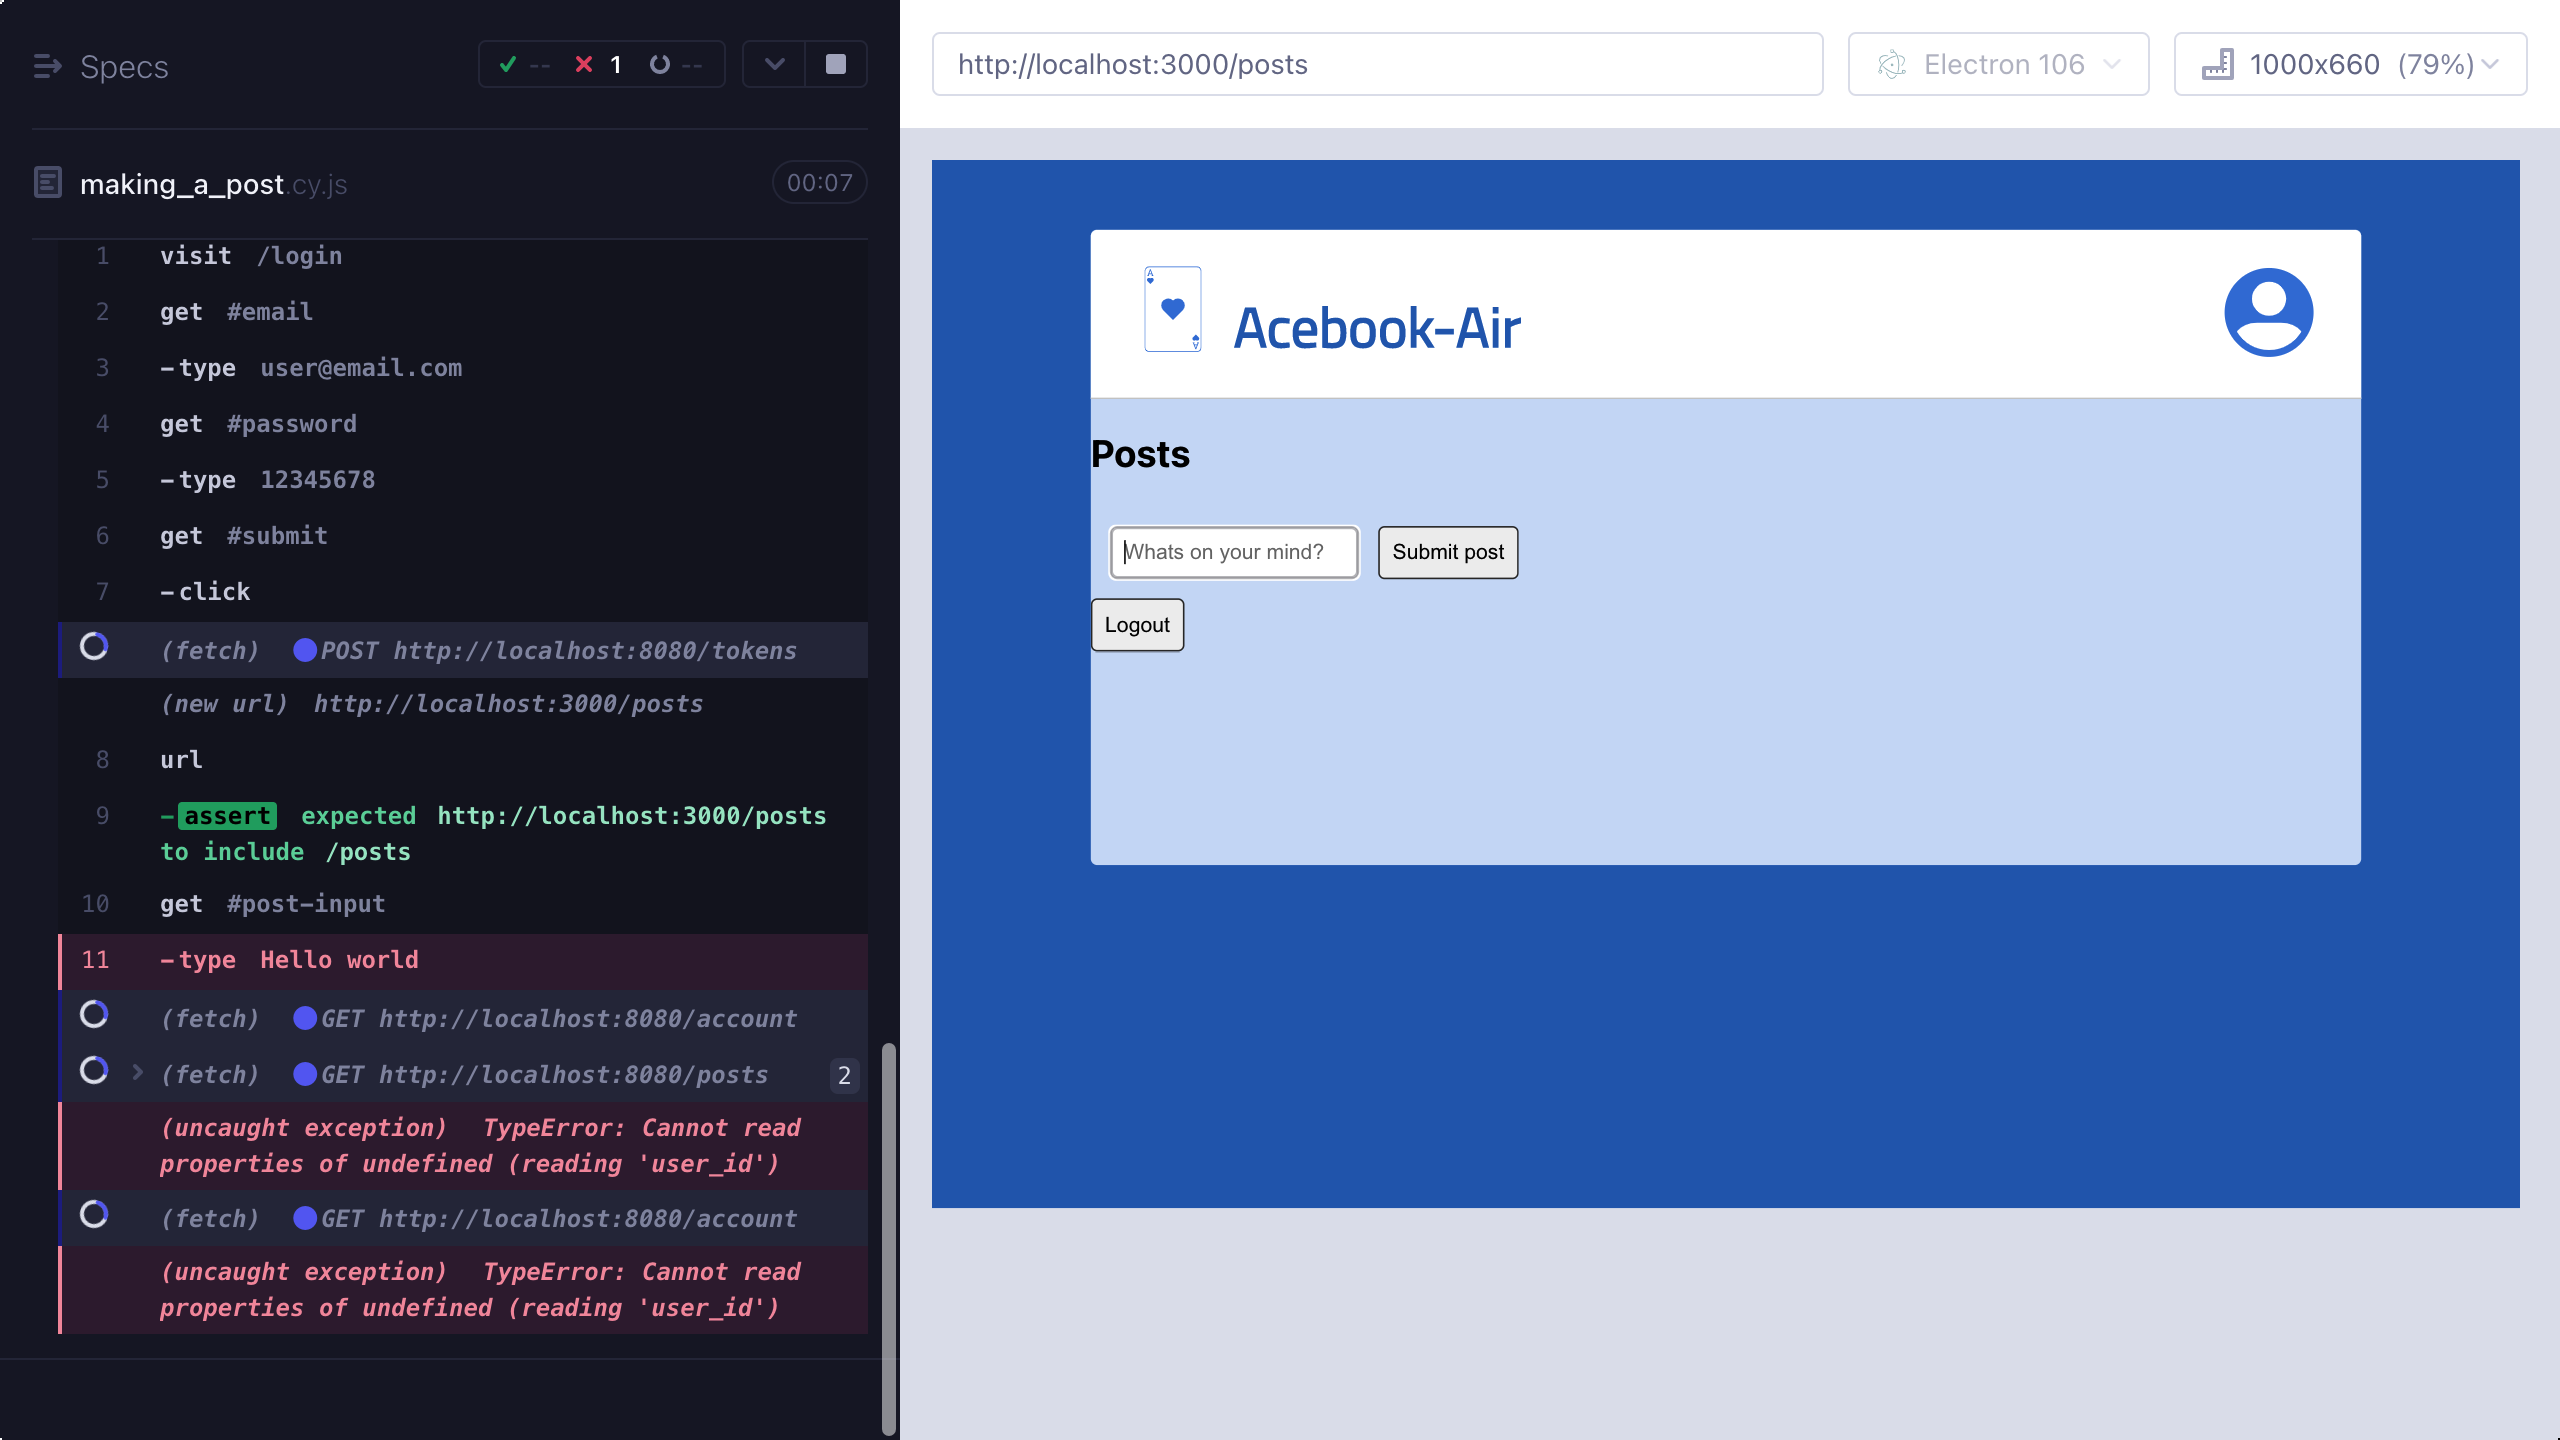 Specs
-- 1 --
making_a_post.cy.js 00:07
1 visit /login
2 get #email
3 -type user@email.com
4 get #password
5 -type 12345678
6 get #submit
7 -click
(fetch) POST http://localhost:8080/tokens
(new url) http://localhost:3000/posts
8 url
9 -assert expected http://localhost:3000/posts
to include /posts
10 get #post-input
11 -type Hello world
(fetch) GET http://localhost:8080/account
(fetch) GET http://localhost:8080/posts 2
(uncaught exception) TypeError: Cannot read
properties of undefined (reading 'user_id')
(fetch) GET http://localhost:8080/account
(uncaught exception) TypeError: Cannot read
properties of undefined (reading 'user_id')
http://localhost:3000/posts
Electron 106
1000x660 (79%)
A
A
Acebook-Air
Posts
Whats on your mind?
Submit post
Logout